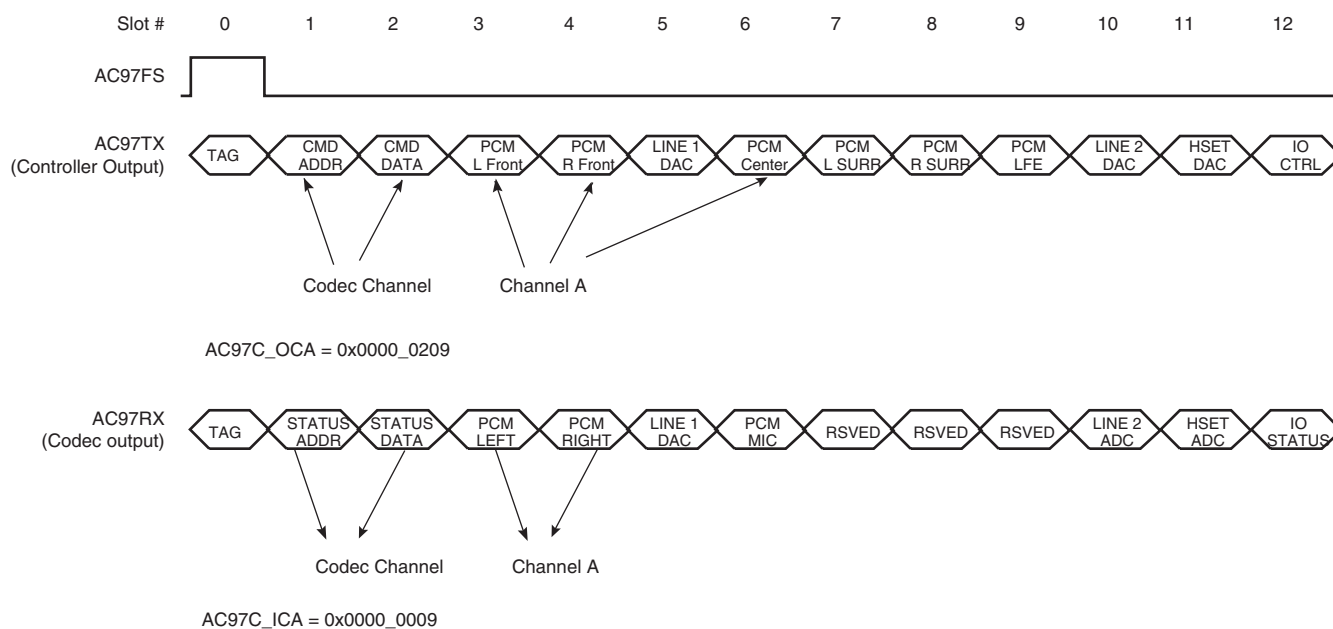 Slot # 0 1 2 3 4 5 6 7 8 9 10 11 12
AC97FS
AC97TX
(Controller Output)
TAG
CMD
ADDR
CMD
DATA
PCM
L Front
PCM
R Front
LINE 1
DAC
PCM
Center
PCM
L SURR
PCM
R SURR
PCM
LFE
LINE 2
DAC
HSET
DAC
IO
CTRL
Codec Channel
Channel A
AC97C_OCA = 0x0000_0209
AC97RX
(Codec output)
TAG
STATUS
ADDR
STATUS
DATA
PCM
LEFT
PCM
RIGHT
LINE 1
DAC
PCM
MIC
RSVED
RSVED
RSVED
LINE 2
ADC
HSET
ADC
IO
STATUS
Codec Channel
Channel A
AC97C_ICA = 0x0000_0009